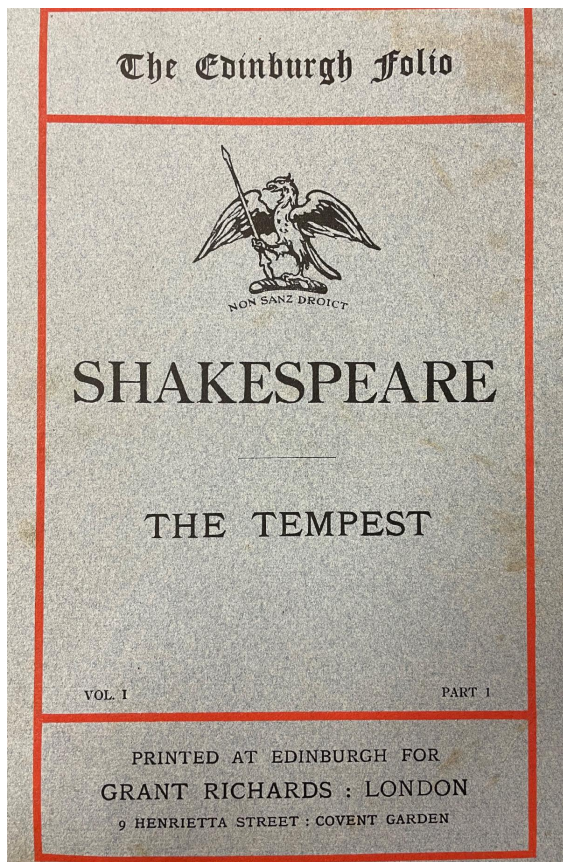 The Edinburgh Folio
NON SANZ DROICT
SHAKESPEARE
THE TEMPEST
VOL. I PART 1
PRINTED AT EDINBURGH FOR
GRANT RICHARDS : LONDON
9 HENRIETTA STREET : COVENT GARDEN